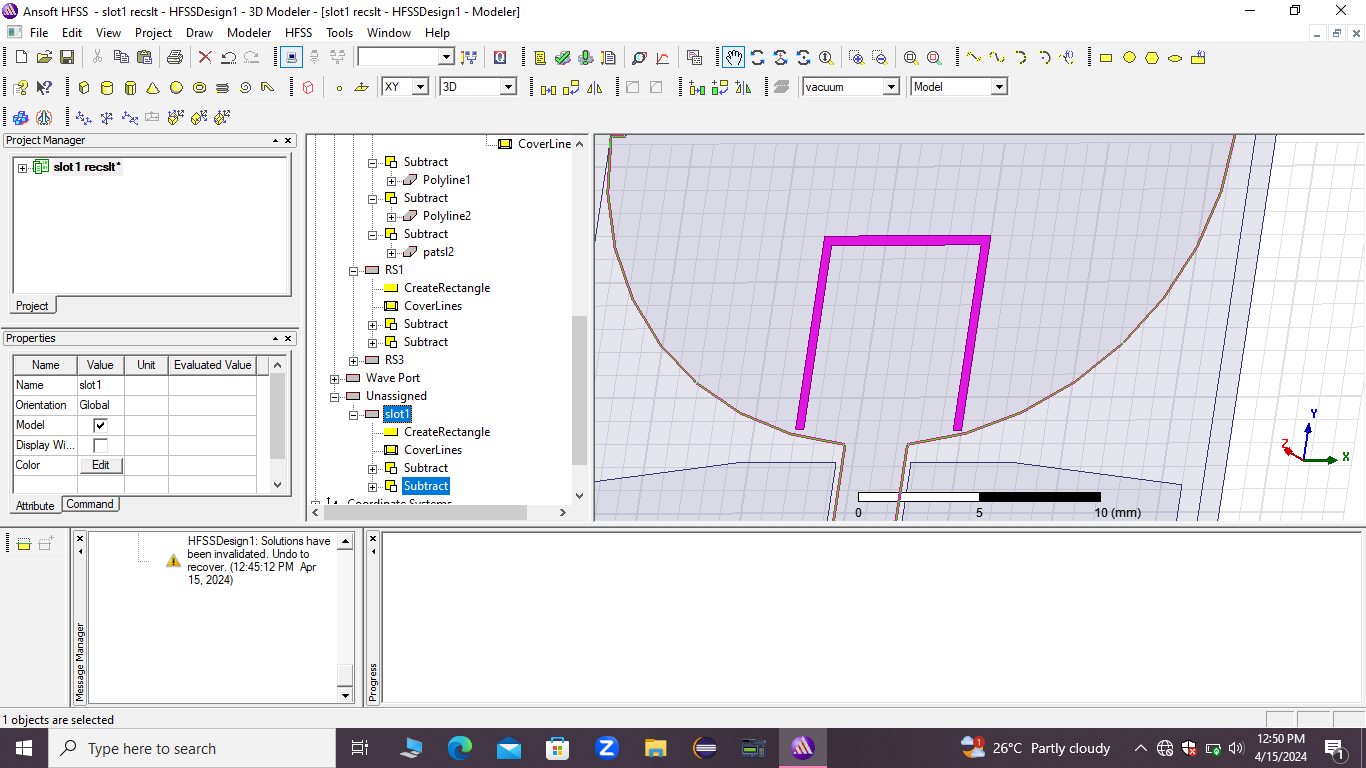 Ansoft HFSS - slot1 recslt - HFSSDesign1 - 3D Modeler - [slot1 recslt - HFSSDesign1 - Modeler]
File Edit View Project Draw Modeler HFSS Tools Window Help
XY 3D vacuum Model
Project Manager
slot1 recslt*
Project
Properties
Name Value Unit Evaluated Value
Name slot1
Orientation Global
Model
Display Wi...
Color Edit
Attribute Command
CoverLine
Subtract
Polyline1
Subtract
Polyline2
Subtract
patsl2
RS1
CreateRectangle
CoverLines
Subtract
Subtract
RS3
Wave Port
Unassigned
slot1
CreateRectangle
CoverLines
Subtract
Subtract
Coordinate Systems
Y
Z
X
0 5 10 (mm)
Message Manager
HFSSDesign1: Solutions have
been invalidated. Undo to
recover. (12:45:12 PM Apr
15, 2024)
Progress
1 objects are selected
Type here to search
1
26°C Partly cloudy
12:50 PM
4/15/2024
1